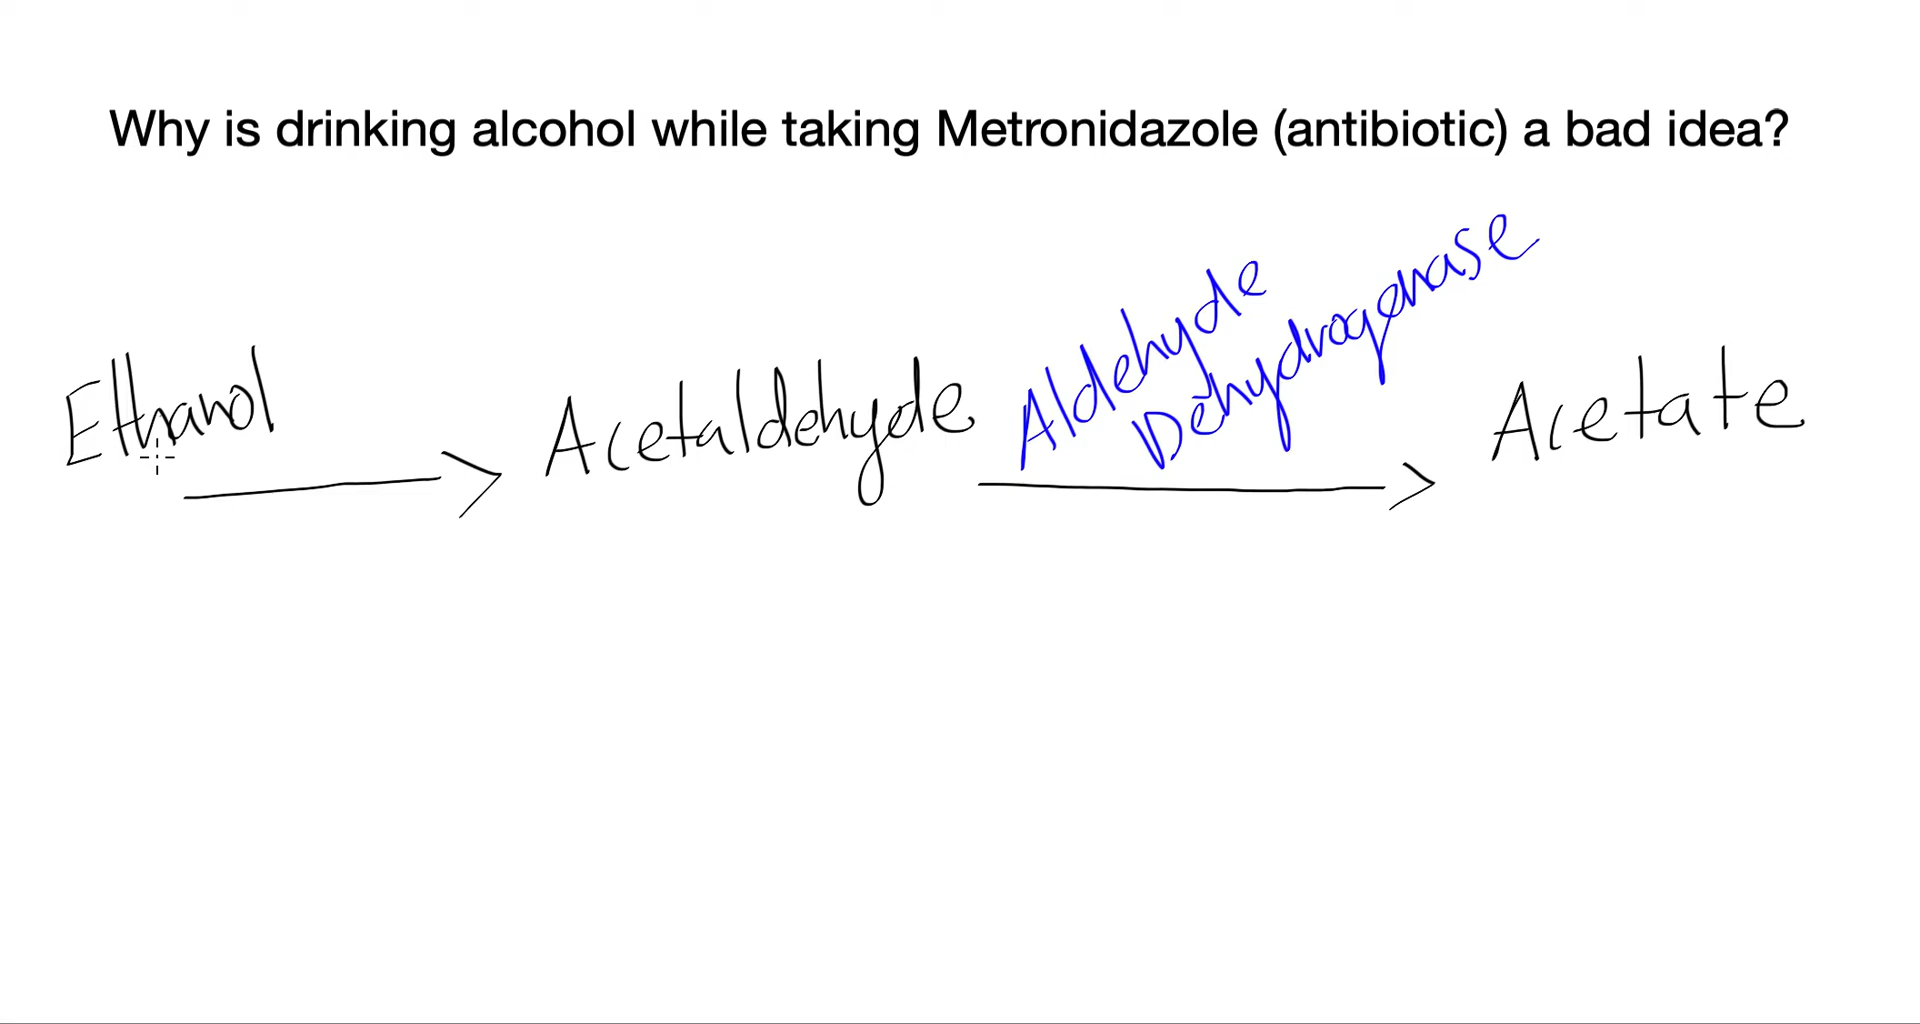 Why is drinking alcohol while taking Metronidazole (antibiotic) a bad idea?
Ethanol
Acetaldehyde
Aldehyde
Dehydrogenase
Acetate